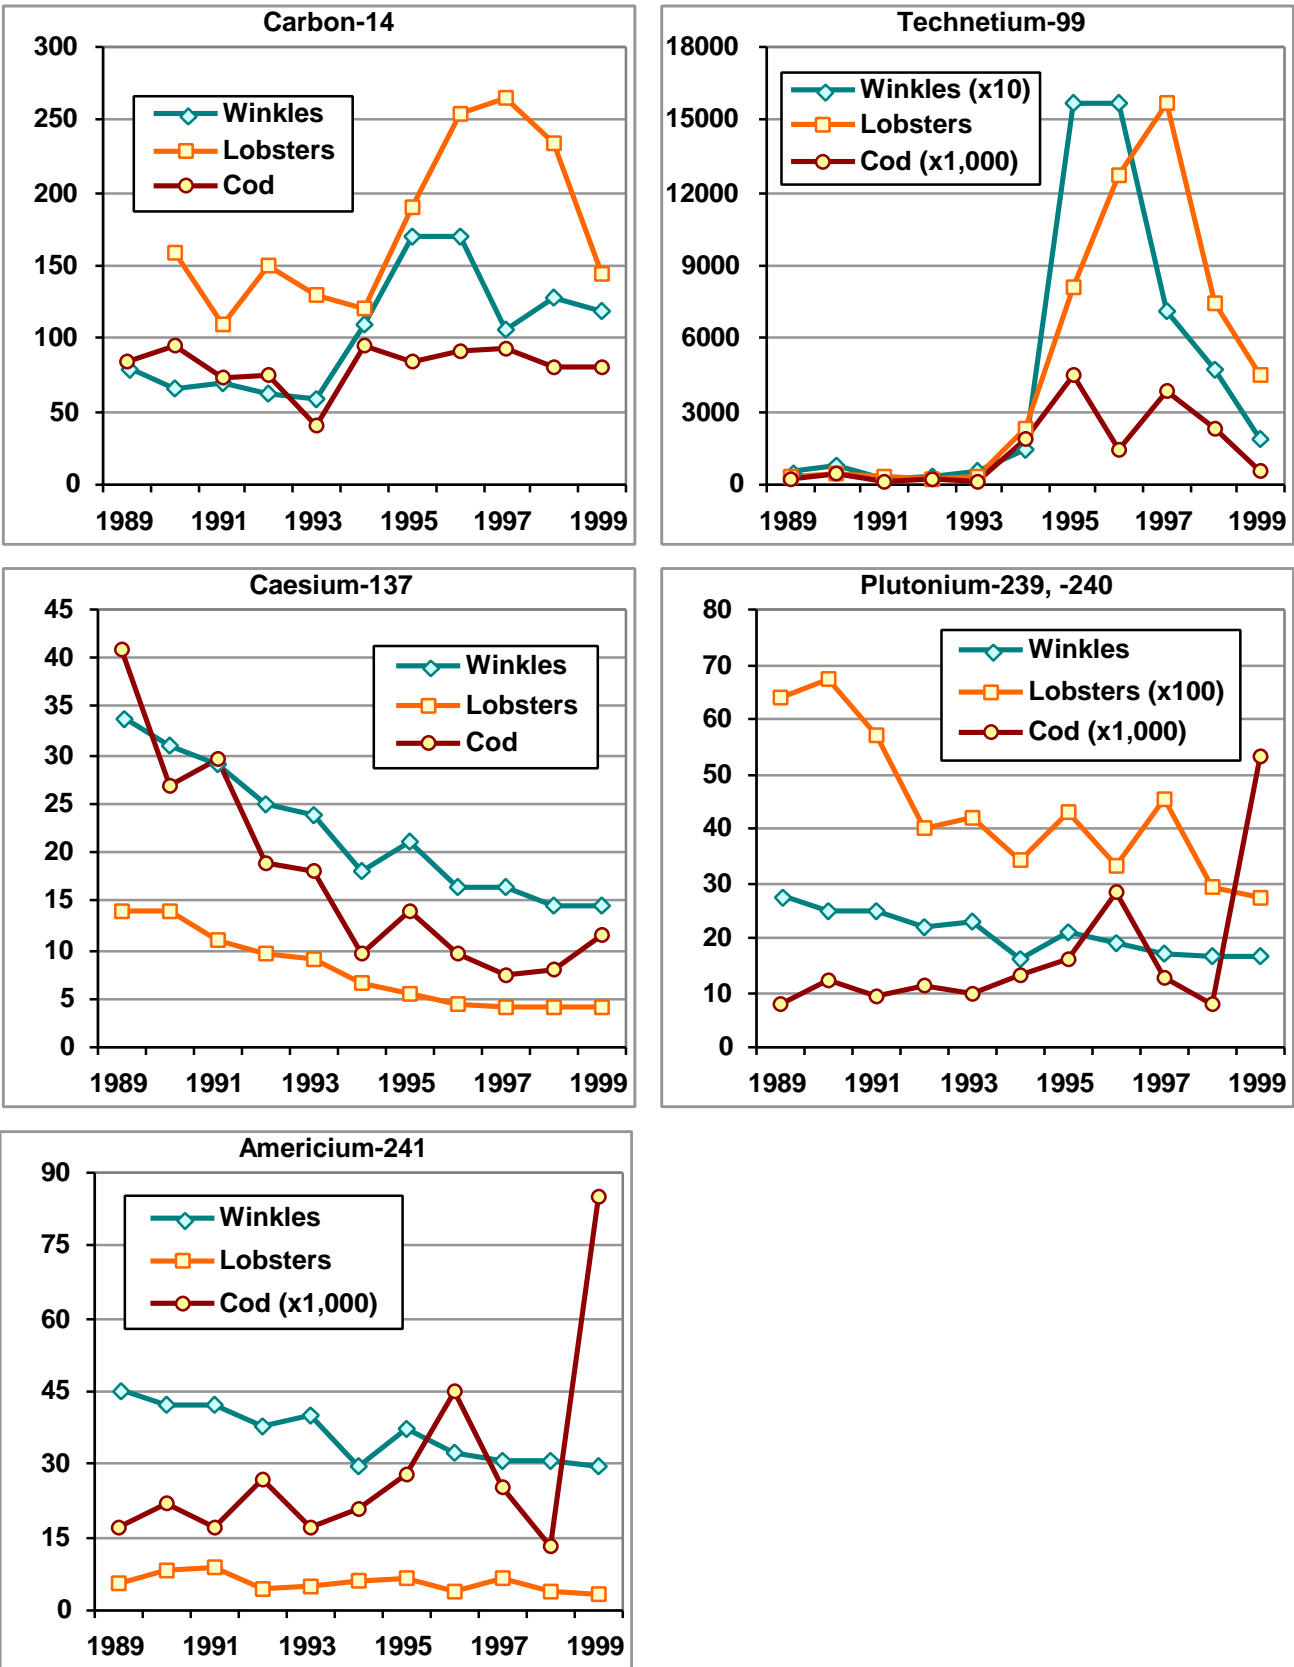 Carbon-14
300
250
200
150
100
50
0
Winkles
Lobsters
Cod
1989 1991 1993 1995 1997 1999
Technetium-99
18000
15000
12000
9000
6000
3000
0
Winkles (x10)
Lobsters
Cod (x1,000)
1989 1991 1993 1995 1997 1999
Caesium-137
45
40
35
30
25
20
15
10
5
0
Winkles
Lobsters
Cod
1989 1991 1993 1995 1997 1999
Plutonium-239, -240
80
70
60
50
40
30
20
10
0
Winkles
Lobsters (x100)
Cod (x1,000)
1989 1991 1993 1995 1997 1999
Americium-241
90
75
60
45
30
15
0
Winkles
Lobsters
Cod (x1,000)
1989 1991 1993 1995 1997 1999